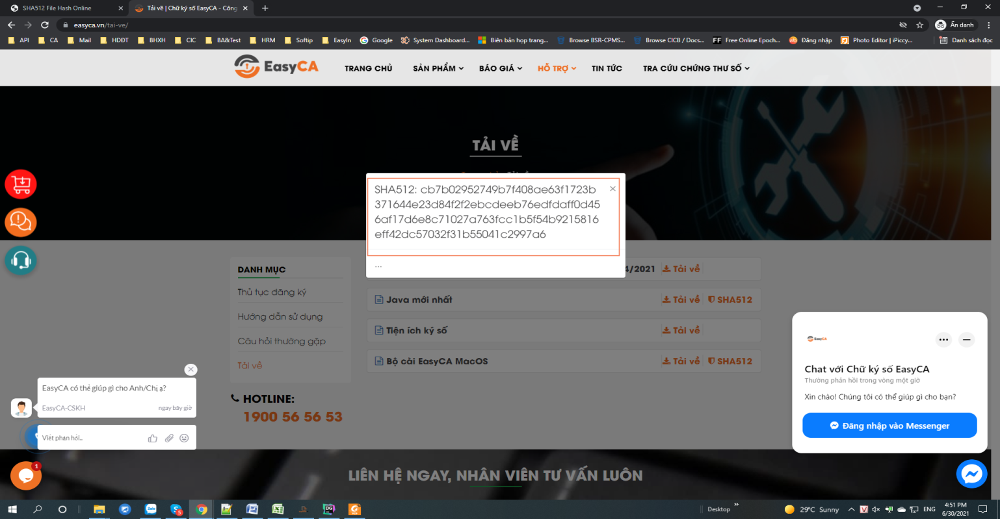 SHA512 File Hash Online
Tải về | Chữ ký số EasyCA - Công
easyca.vn/tai-ve/
Ẩn danh
API
CA
Mail
HDĐT
BHXH
CIC
BA&Test
HRM
Softip
EasyIn
Google
System Dashboard...
Biên bản họp trang...
Browse BSR-CPMS...
Browse CICB / Docs...
FF Free Online Epoch...
Đăng nhập
Photo Editor | iPiccy...
Danh sách đọc
EasyCA
TRANG CHỦ
SẢN PHẨM
BÁO GIÁ
HỖ TRỢ
TIN TỨC
TRA CỨU CHỨNG THƯ SỐ
TẢI VỀ
SHA512: cb7b02952749b7f408ae63f1723b
371644e23d84f2f2ebcdeeb76edfdaff0d45
6af17d6e8c71027a763fcc1b5f54b9215816
eff42dc57032f31b55041c2997a6
...
DANH MỤC
Thủ tục đăng ký
Hướng dẫn sử dụng
Câu hỏi thường gặp
Tải về
4/2021 Tải về
Java mới nhất Tải về SHA512
Tiện ích ký số Tải về
Bộ cài EasyCA MacOS Tải về SHA512
HOTLINE:
1900 56 56 53
EasyCA có thể giúp gì cho Anh/Chị ạ?
EasyCA-CSKH ngay bây giờ
Viết phản hồi..
1
EasyCA
Chat với Chữ ký số EasyCA
Thường phản hồi trong vòng một giờ
Xin chào! Chúng tôi có thể giúp gì cho bạn?
Đăng nhập vào Messenger
LIÊN HỆ NGAY, NHÂN VIÊN TƯ VẤN LUÔN
Zalo
5
Desktop
29°C Sunny
ENG
4:51 PM
6/30/2021